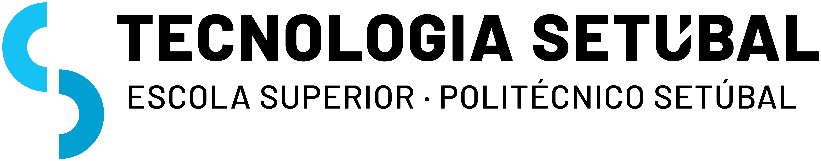 TECNOLOGIA SETÚBAL
ESCOLA SUPERIOR · POLITÉCNICO SETÚBAL